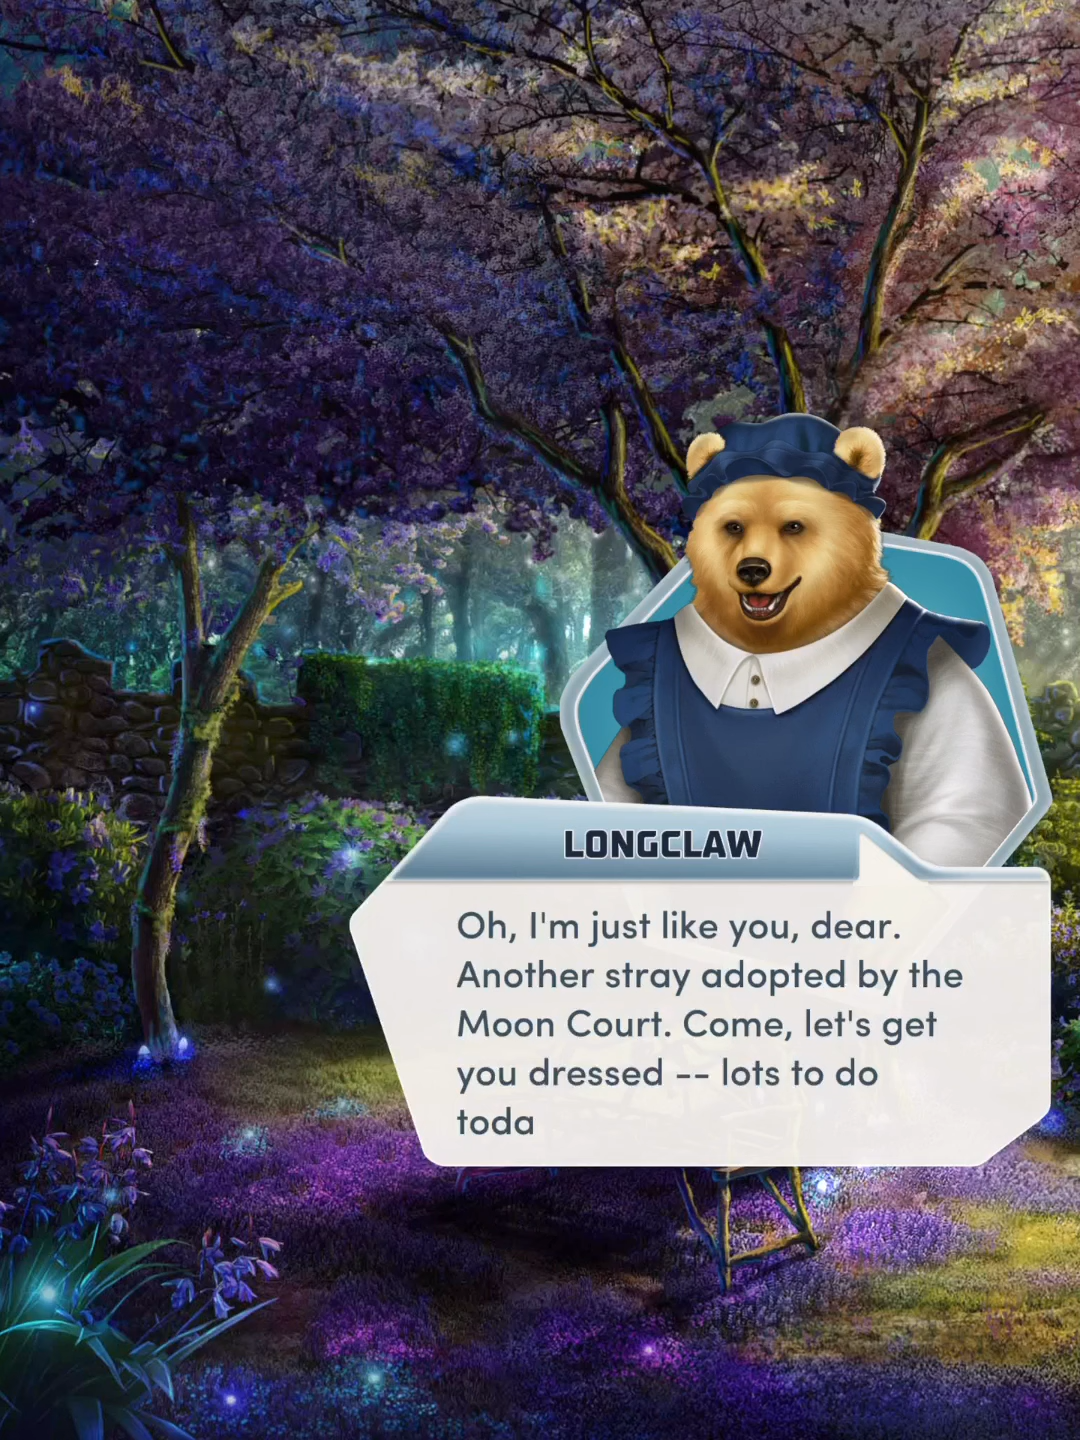 LONGCLAW
Oh, I'm just like you, dear.
Another stray adopted by the
Moon Court. Come, let's get
you dressed -- lots to do
toda